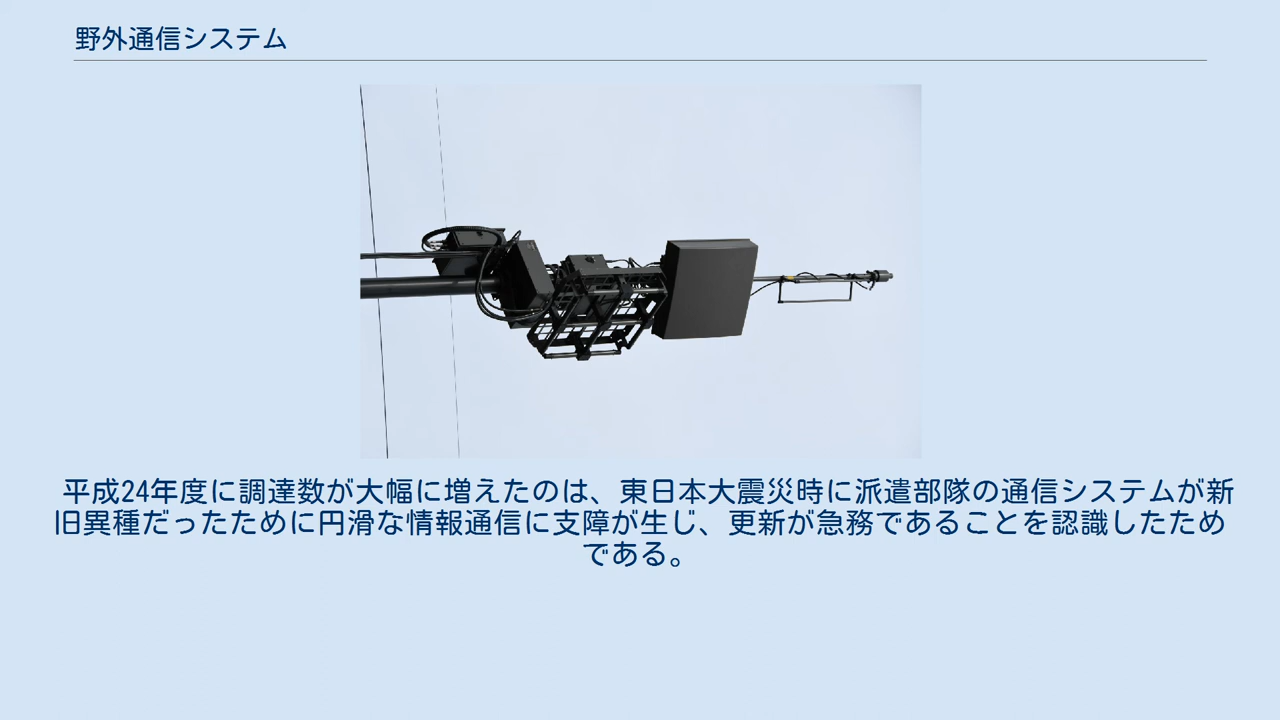 野外通信システム
平成24年度に調達数が大幅に増えたのは、東日本大震災時に派遣部隊の通信システムが新
旧異種だったために円滑な情報通信に支障が生じ、更新が急務であることを認識したため
である。